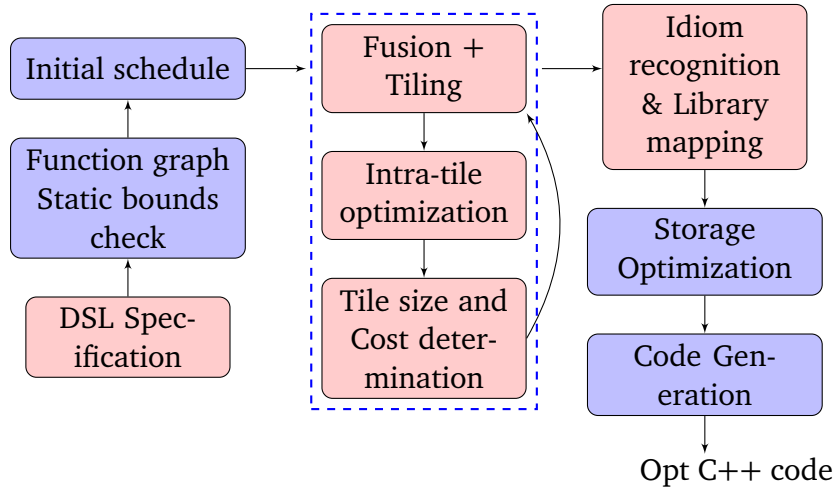 Initial schedule
Function graph
Static bounds
check
DSL Spec-
ification
Fusion +
Tiling
Intra-tile
optimization
Tile size and
Cost deter-
mination
Idiom
recognition
& Library
mapping
Storage
Optimization
Code Gen-
eration
Opt C++ code